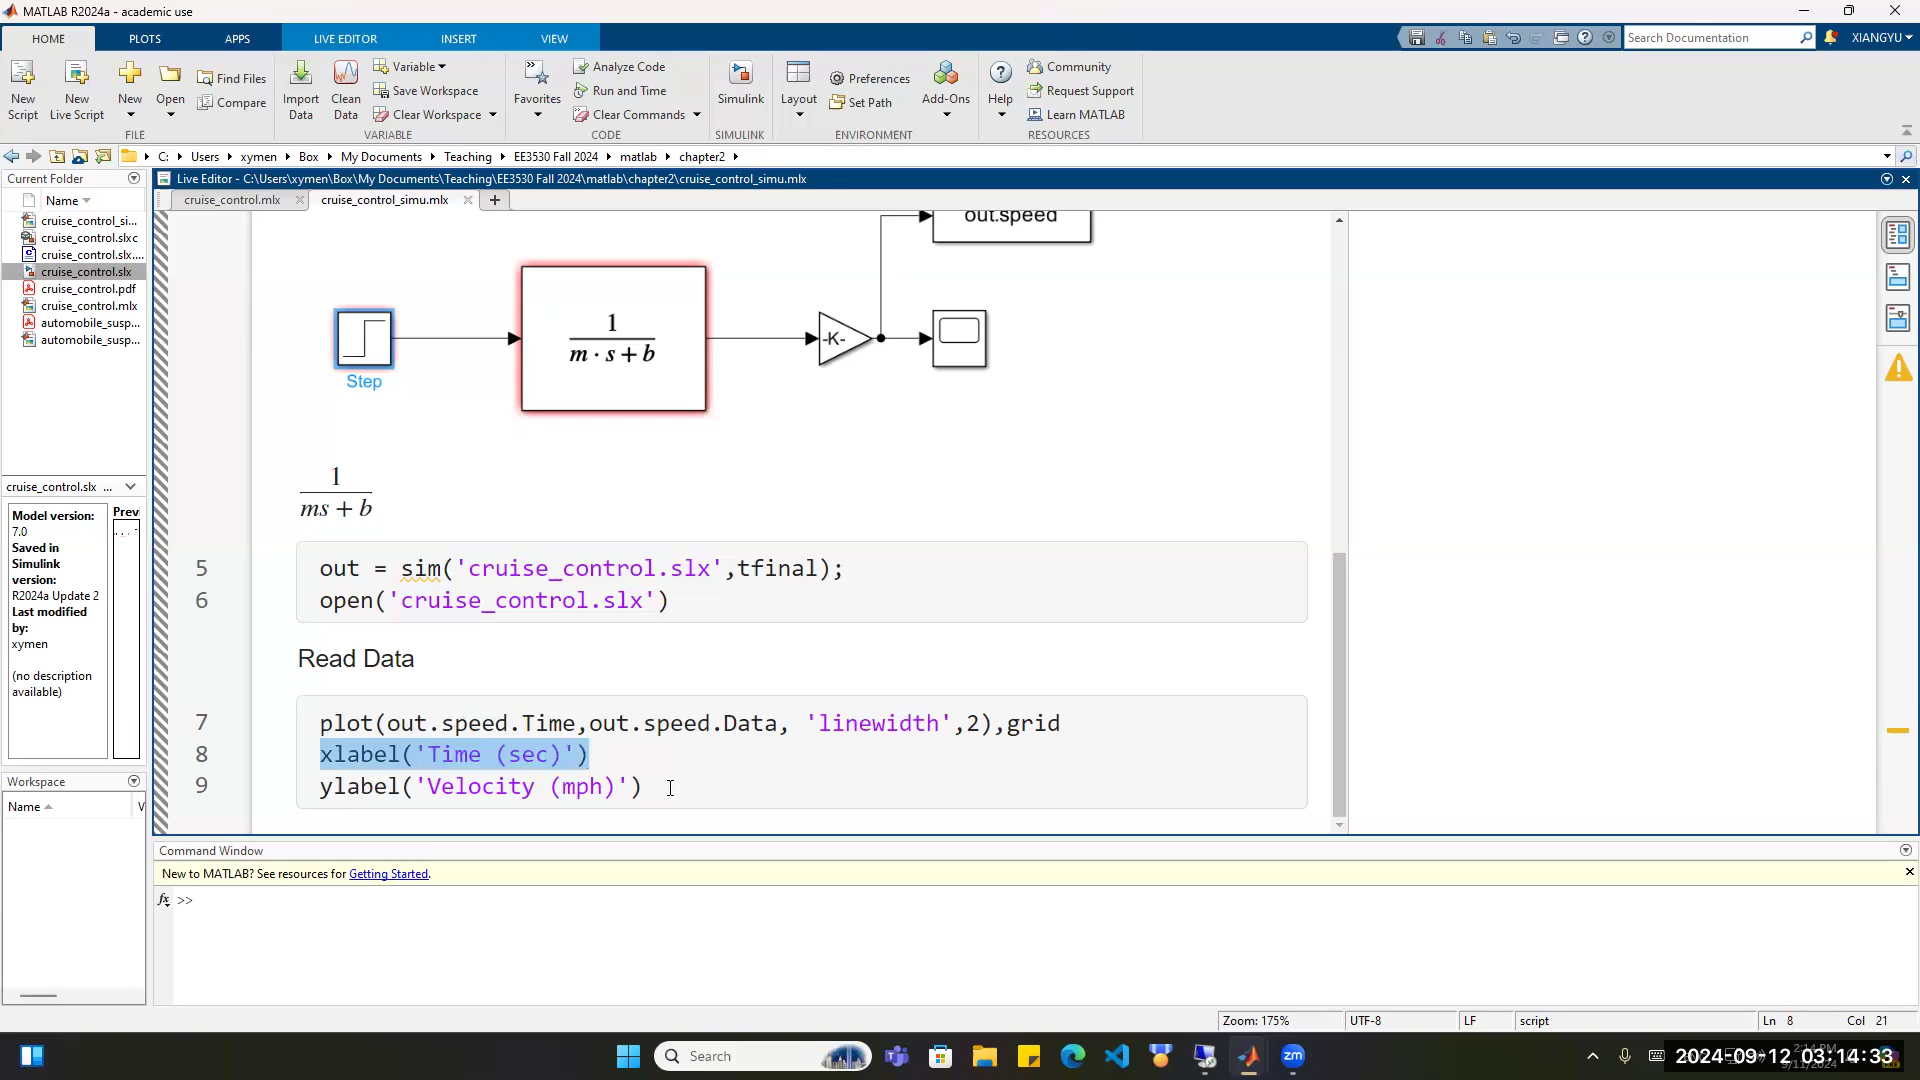 MATLAB R2024a - academic use
HOME PLOTS APPS LIVE EDITOR INSERT VIEW
Search Documentation
XIANGYU
New Script
New Live Script
New
Open
Find Files
Compare
FILE
Import Data
Clean Data
Variable
Save Workspace
Clear Workspace
VARIABLE
Favorites
Analyze Code
Run and Time
Clear Commands
CODE
Simulink
SIMULINK
Layout
Preferences
Set Path
Add-Ons
ENVIRONMENT
Help
Community
Request Support
Learn MATLAB
RESOURCES
C: Users xymen Box My Documents Teaching EE3530 Fall 2024 matlab chapter2
Current Folder
Name
cruise_control_si...
cruise_control.slxc
cruise_control.slx....
cruise_control.slx
cruise_control.pdf
cruise_control.mlx
automobile_susp...
automobile_susp...
cruise_control.slx ...
Model version:
7.0
Saved in
Simulink
version:
R2024a Update 2
Last modified
by:
xymen
(no description
available)
Previ
Workspace
Name
V
Live Editor - C:\Users\xymen\Box\My Documents\Teaching\EE3530 Fall 2024\matlab\chapter2\cruise_control_simu.mlx
cruise_control.mlx
cruise_control_simu.mlx
out.speed
1
m · s + b
-K-
Step
1
ms + b
5 out = sim('cruise_control.slx',tfinal);
6 open('cruise_control.slx')
Read Data
7 plot(out.speed.Time,out.speed.Data, 'linewidth',2),grid
8 xlabel('Time (sec)')
9 ylabel('Velocity (mph)')
Command Window
New to MATLAB? See resources for Getting Started.
fx >>
Zoom: 175% UTF-8 LF script Ln 8 Col 21
Search
zm
2024-09-12 03:14:33